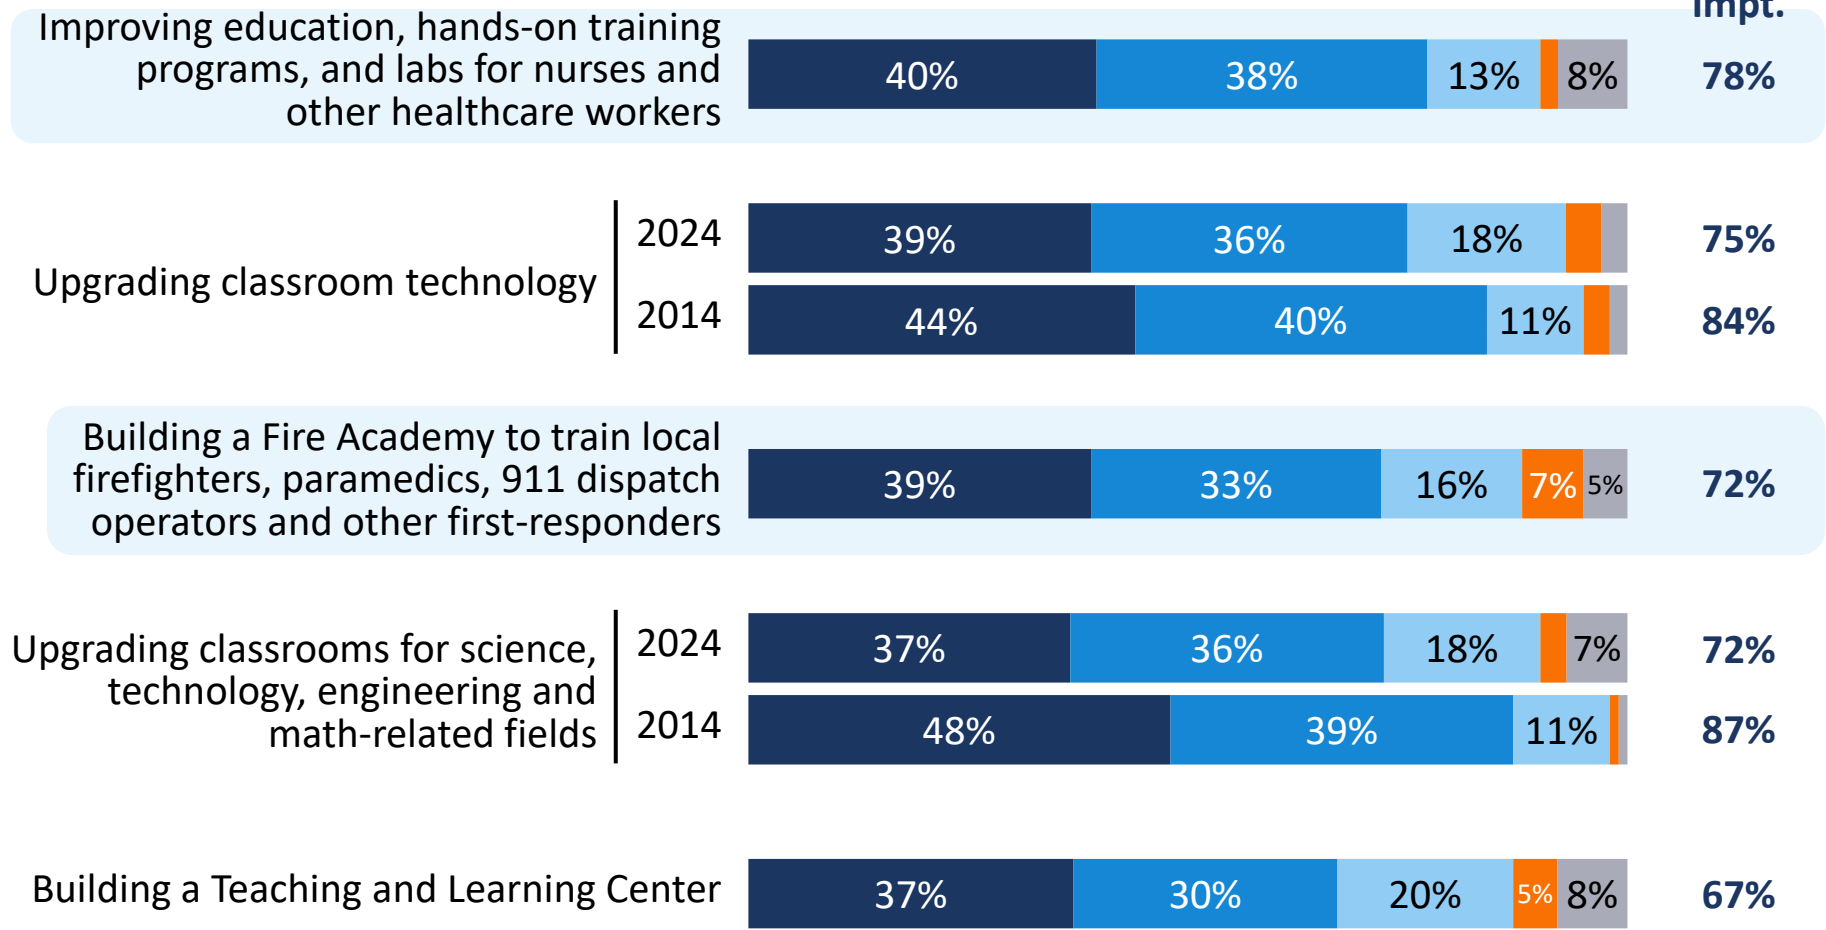 Impt.
Improving education, hands-on training
programs, and labs for nurses and
other healthcare workers
40% 38% 13% 8% 78%
Upgrading classroom technology
2024 39% 36% 18% 75%
2014 44% 40% 11% 84%
Building a Fire Academy to train local
firefighters, paramedics, 911 dispatch
operators and other first-responders
39% 33% 16% 7% 5% 72%
Upgrading classrooms for science,
technology, engineering and
math-related fields
2024 37% 36% 18% 7% 72%
2014 48% 39% 11% 87%
Building a Teaching and Learning Center 37% 30% 20% 5% 8% 67%